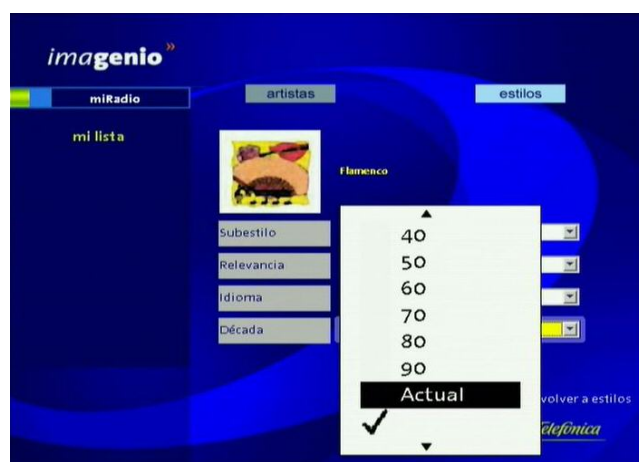 imagenio»
artistas
estilos
miRadio
mi lista
Flamenco
Subestilo
Relevancia
Idioma
Década
40
50
60
70
80
90
Actual
volver a estilos
Telefónica